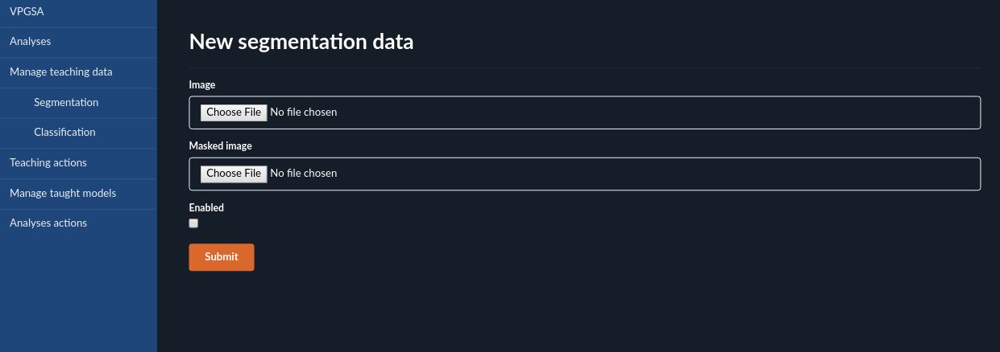 VPGSA
Analyses
Manage teaching data
Segmentation
Classification
Teaching actions
Manage taught models
Analyses actions
New segmentation data
Image
Choose File No file chosen
Masked image
Choose File No file chosen
Enabled
Submit